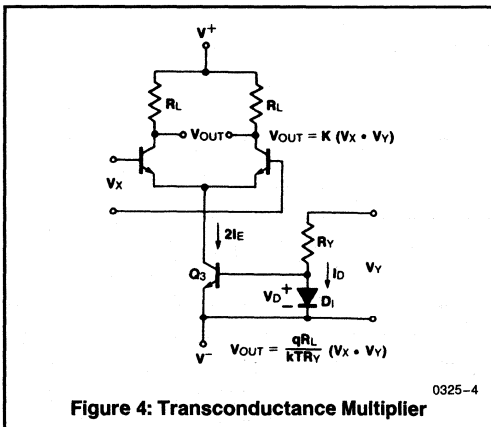 V+
RL
RL
VOUT
VOUT = K (VX • VY)
VX
2IE
RY
ID
VY
Q3
VD
+
−
D1
V−
VOUT = qRL / kTRY (VX • VY)
0325-4
Figure 4: Transconductance Multiplier